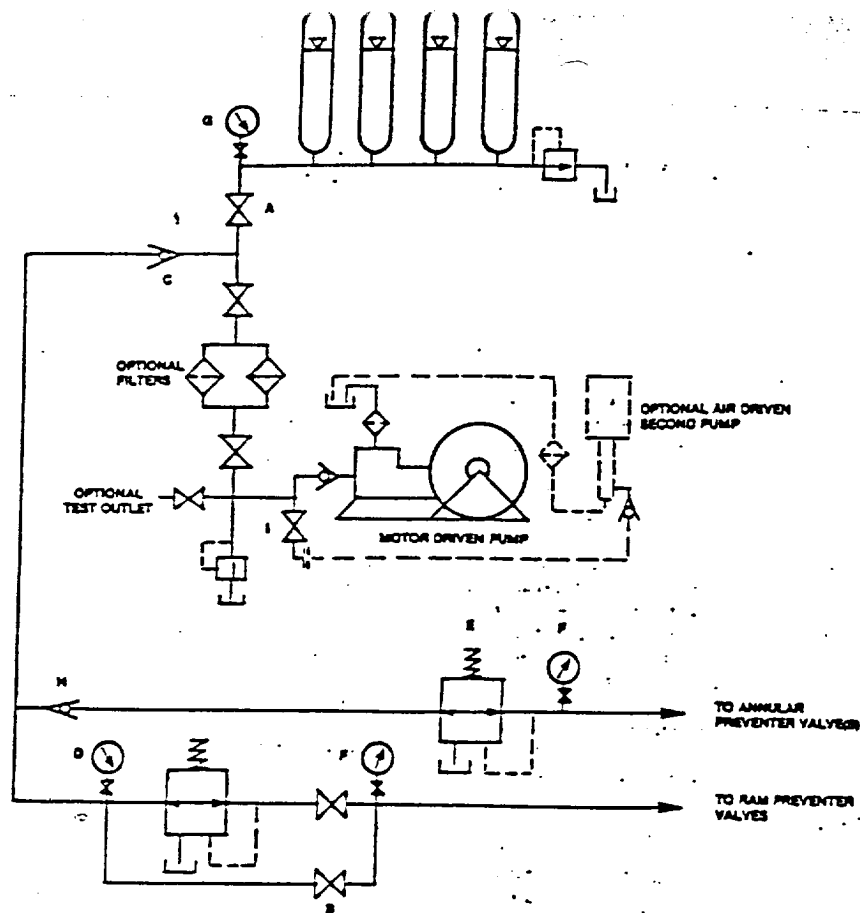 G
A
C
OPTIONAL
FILTERS
OPTIONAL AIR DRIVEN
SECOND PUMP
OPTIONAL
TEST OUTLET
MOTOR DRIVEN PUMP
E
F
H
TO ANNULAR
PREVENTER VALVE(S)
D
F
TO RAM PREVENTER
VALVES
B